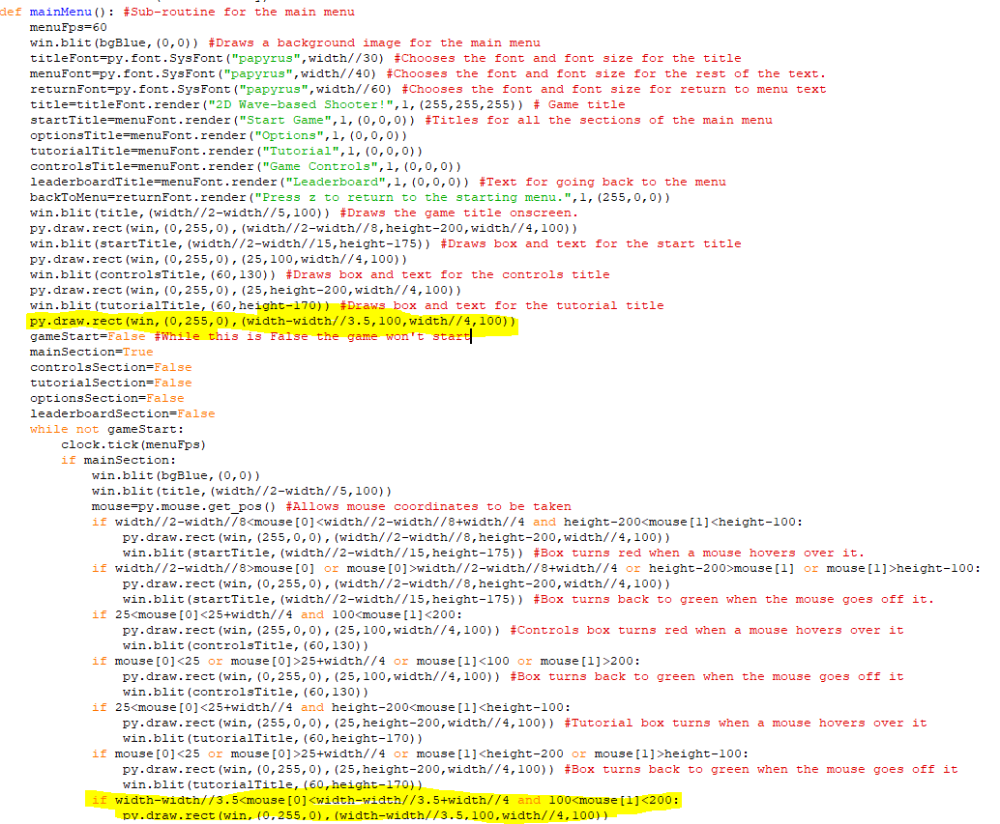 def mainMenu(): #Sub-routine for the main menu
    menuFps=60
    win.blit(bgBlue,(0,0)) #Draws a background image for the main menu
    titleFont=py.font.SysFont("papyrus",width//30) #Chooses the font and font size for the title
    menuFont=py.font.SysFont("papyrus",width//40) #Chooses the font and font size for the rest of the text.
    returnFont=py.font.SysFont("papyrus",width//60) #Chooses the font and font size for return to menu text
    title=titleFont.render("2D Wave-based Shooter!",1,(255,255,255)) # Game title
    startTitle=menuFont.render("Start Game",1,(0,0,0)) #Titles for all the sections of the main menu
    optionsTitle=menuFont.render("Options",1,(0,0,0))
    tutorialTitle=menuFont.render("Tutorial",1,(0,0,0))
    controlsTitle=menuFont.render("Game Controls",1,(0,0,0))
    leaderboardTitle=menuFont.render("Leaderboard",1,(0,0,0)) #Text for going back to the menu
    backToMenu=returnFont.render("Press z to return to the starting menu.",1,(255,0,0))
    win.blit(title,(width//2-width//5,100)) #Draws the game title onscreen.
    py.draw.rect(win,(0,255,0),(width//2-width//8,height-200,width//4,100))
    win.blit(startTitle,(width//2-width//15,height-175)) #Draws box and text for the start title
    py.draw.rect(win,(0,255,0),(25,100,width//4,100))
    win.blit(controlsTitle,(60,130)) #Draws box and text for the controls title
    py.draw.rect(win,(0,255,0),(25,height-200,width//4,100))
    win.blit(tutorialTitle,(60,height-170)) #Draws box and text for the tutorial title
    py.draw.rect(win,(0,255,0),(width-width//3.5,100,width//4,100))
    gameStart=False #While this is False the game won't start
    mainSection=True
    controlsSection=False
    tutorialSection=False
    optionsSection=False
    leaderboardSection=False
    while not gameStart:
        clock.tick(menuFps)
        if mainSection:
            win.blit(bgBlue,(0,0))
            win.blit(title,(width//2-width//5,100))
            mouse=py.mouse.get_pos() #Allows mouse coordinates to be taken
            if width//2-width//8<mouse[0]<width//2-width//8+width//4 and height-200<mouse[1]<height-100:
                py.draw.rect(win,(255,0,0),(width//2-width//8,height-200,width//4,100))
                win.blit(startTitle,(width//2-width//15,height-175)) #Box turns red when a mouse hovers over it.
            if width//2-width//8>mouse[0] or mouse[0]>width//2-width//8+width//4 or height-200>mouse[1] or mouse[1]>height-100:
                py.draw.rect(win,(0,255,0),(width//2-width//8,height-200,width//4,100))
                win.blit(startTitle,(width//2-width//15,height-175)) #Box turns back to green when the mouse goes off it.
            if 25<mouse[0]<25+width//4 and 100<mouse[1]<200:
                py.draw.rect(win,(255,0,0),(25,100,width//4,100)) #Controls box turns red when a mouse hovers over it
                win.blit(controlsTitle,(60,130))
            if mouse[0]<25 or mouse[0]>25+width//4 or mouse[1]<100 or mouse[1]>200:
                py.draw.rect(win,(0,255,0),(25,100,width//4,100)) #Box turns back to green when the mouse goes off it
                win.blit(controlsTitle,(60,130))
            if 25<mouse[0]<25+width//4 and height-200<mouse[1]<height-100:
                py.draw.rect(win,(255,0,0),(25,height-200,width//4,100)) #Tutorial box turns when a mouse hovers over it
                win.blit(tutorialTitle,(60,height-170))
            if mouse[0]<25 or mouse[0]>25+width//4 or mouse[1]<height-200 or mouse[1]>height-100:
                py.draw.rect(win,(0,255,0),(25,height-200,width//4,100)) #Box turns back to green when the mouse goes off it
                win.blit(tutorialTitle,(60,height-170))
            if width-width//3.5<mouse[0]<width-width//3.5+width//4 and 100<mouse[1]<200:
                py.draw.rect(win,(0,255,0),(width-width//3.5,100,width//4,100))